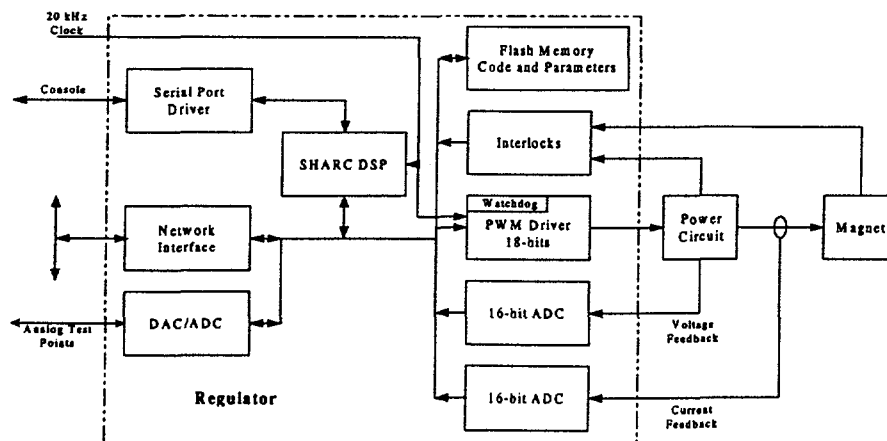 20 kHz
Clock
Console
Serial Port
Driver
SHARC DSP
Network
Interface
DAC/ADC
Analog Test
Points
Regulator
Flash Memory
Code and Parameters
Interlocks
Watchdog
PWM Driver
18-bits
16-bit ADC
16-bit ADC
Power
Circuit
Magnet
Voltage
Feedback
Current
Feedback